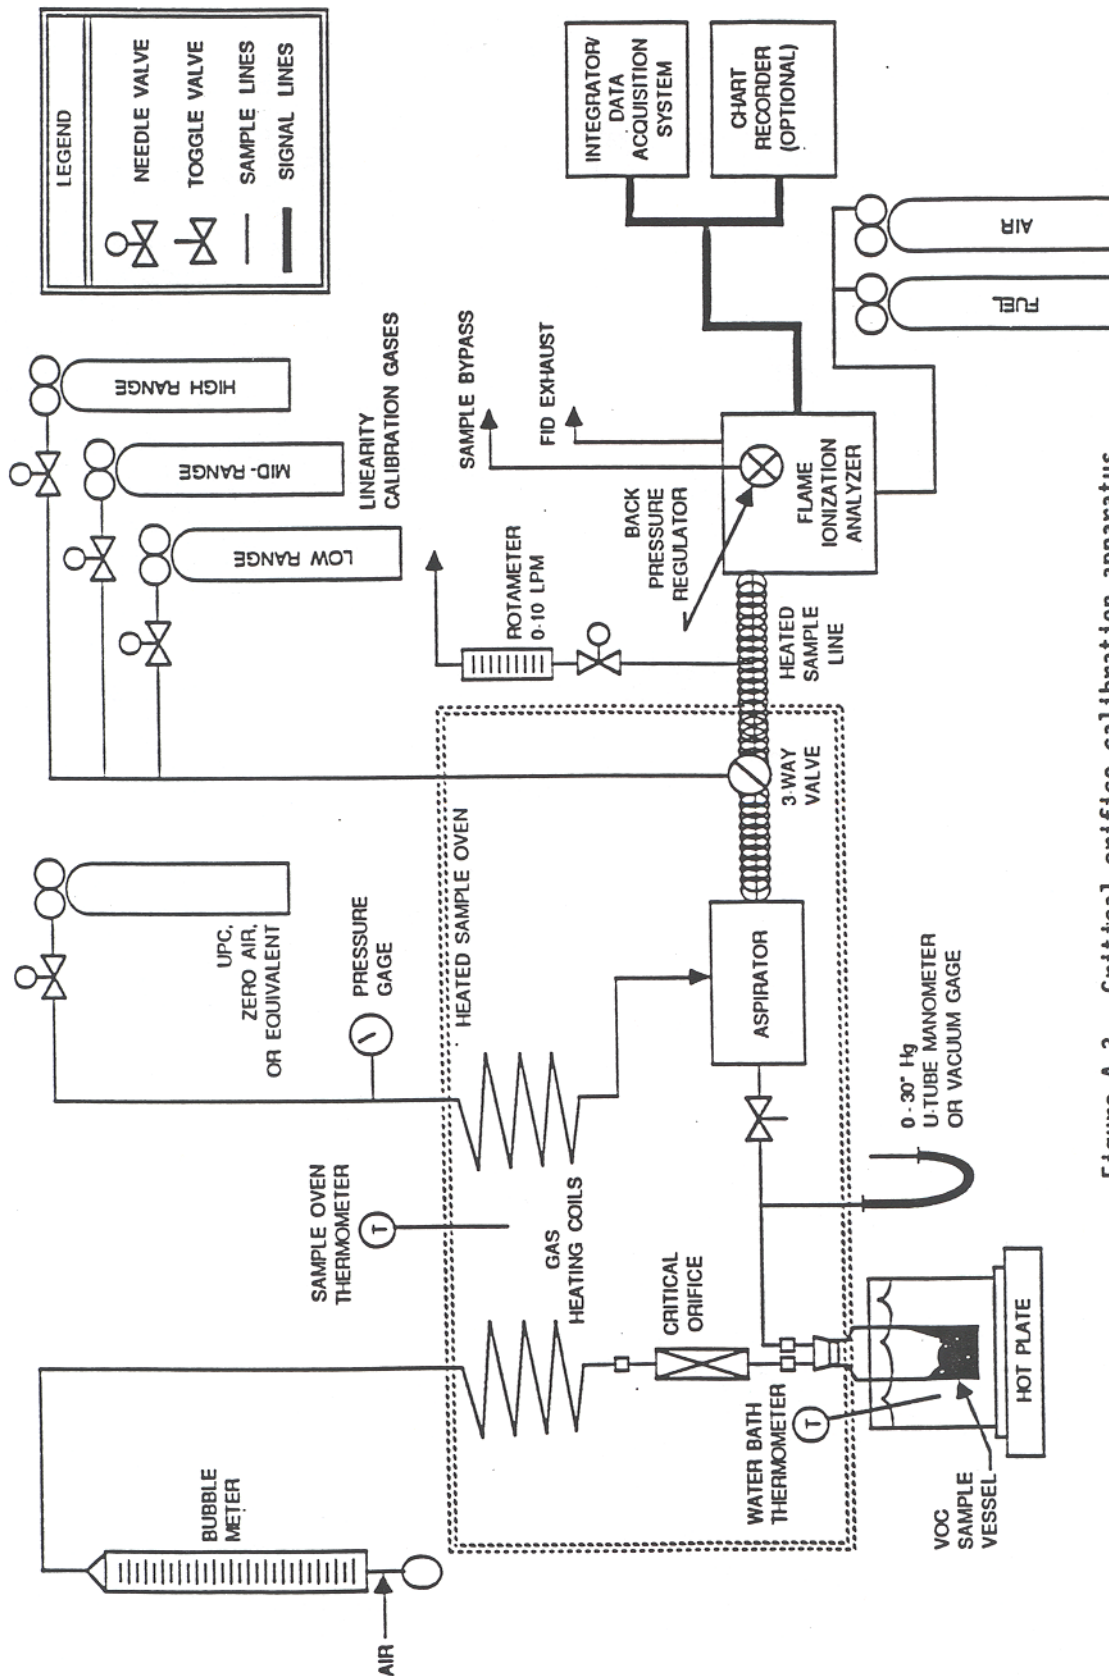 LEGEND
NEEDLE VALVE
TOGGLE VALVE
SAMPLE LINES
SIGNAL LINES
HIGH RANGE
MID-RANGE
LOW RANGE
LINEARITY
CALIBRATION GASES
UPC,
ZERO AIR,
OR EQUIVALENT
PRESSURE
GAGE
SAMPLE OVEN
THERMOMETER
T
BUBBLE
METER
AIR
HEATED SAMPLE OVEN
GAS
HEATING COILS
CRITICAL
ORIFICE
WATER BATH
THERMOMETER
T
ASPIRATOR
3-WAY
VALVE
ROTAMETER
0-10 LPM
HEATED
SAMPLE
LINE
BACK
PRESSURE
REGULATOR
SAMPLE BYPASS
FID EXHAUST
FLAME
IONIZATION
ANALYZER
INTEGRATOR/
DATA
ACQUISITION
SYSTEM
CHART
RECORDER
(OPTIONAL)
FUEL
AIR
0-30" Hg
U-TUBE MANOMETER
OR VACUUM GAGE
VOC
SAMPLE
VESSEL
HOT PLATE